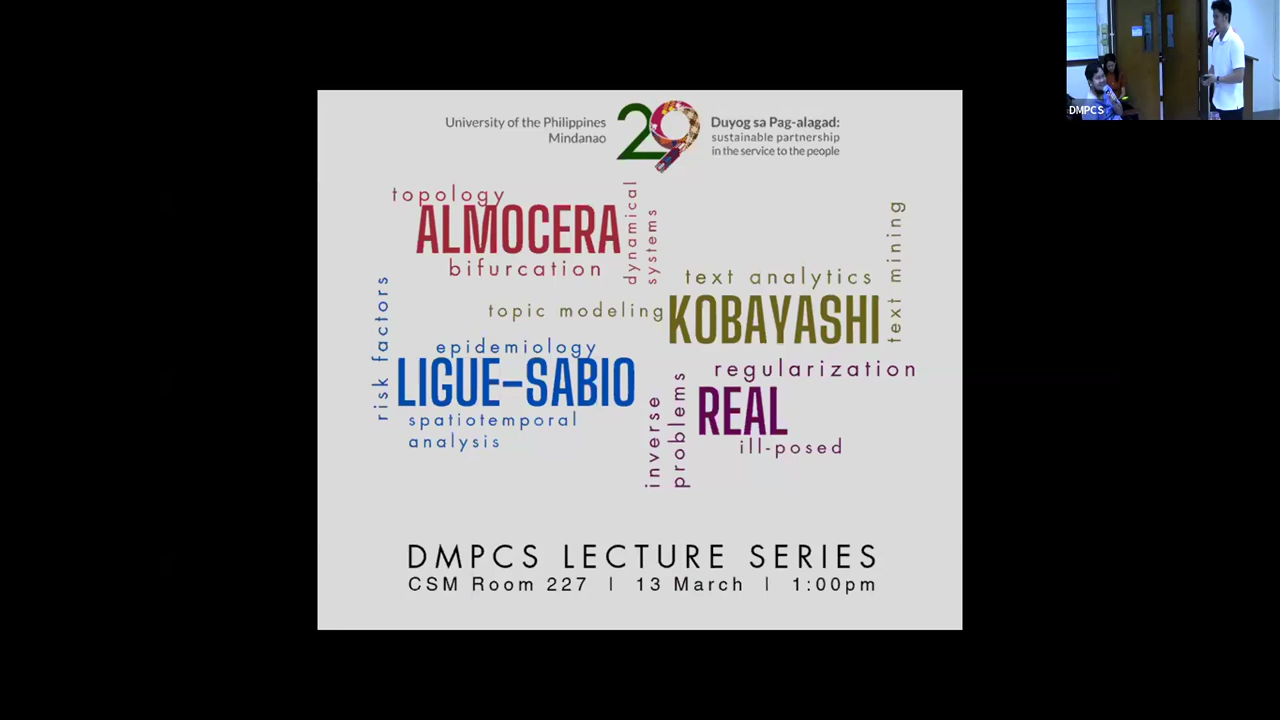 University of the Philippines
Mindanao
29
Duyog sa Pag-alagad:
sustainable partnership
in the service to the people
topology
ALMOCERA
bifurcation
dynamical
systems
text analytics
text mining
topic modeling
KOBAYASHI
risk factors
epidemiology
LIGUE-SABIO
spatiotemporal
analysis
regularization
REAL
ill-posed
inverse
problems
DMPCS LECTURE SERIES
CSM Room 227 | 13 March | 1:00pm
DMPCS